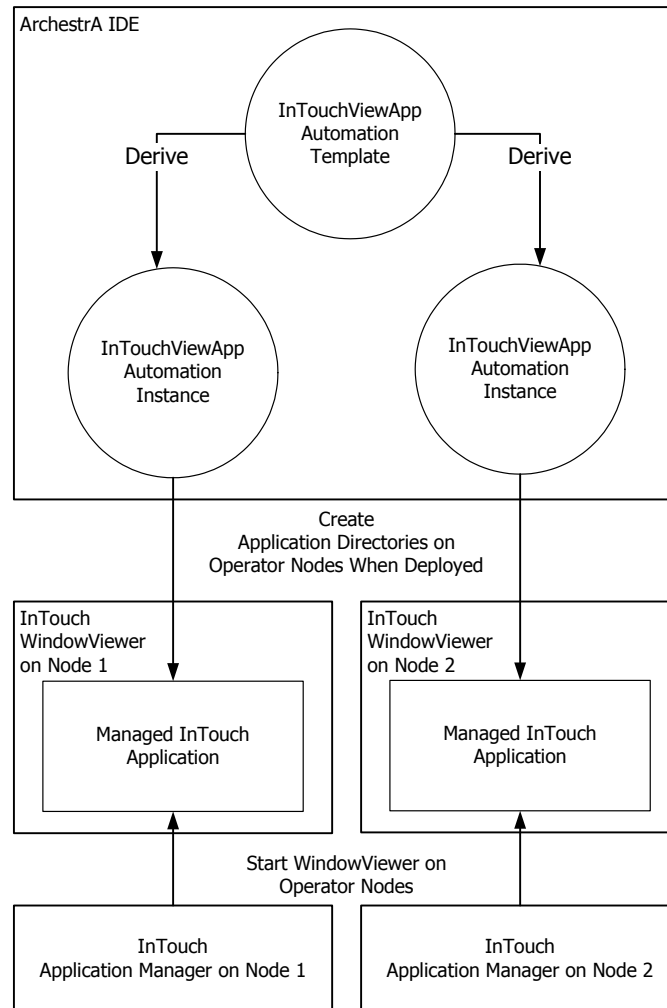 ArchestrA IDE
InTouchViewApp
Automation
Template
Derive
Derive
InTouchViewApp
Automation
Instance
InTouchViewApp
Automation
Instance
Create
Application Directories on
Operator Nodes When Deployed
InTouch
WindowViewer
on Node 1
Managed InTouch
Application
InTouch
WindowViewer
on Node 2
Managed InTouch
Application
Start WindowViewer on
Operator Nodes
InTouch
Application Manager on Node 1
InTouch
Application Manager on Node 2